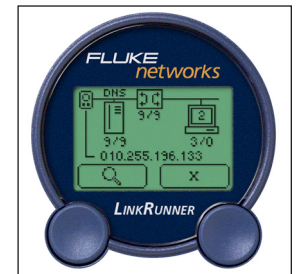 FLUKE
networks
DNS
2
9/9
9/9
3/0
010.255.196.133
X
LINKRUNNER